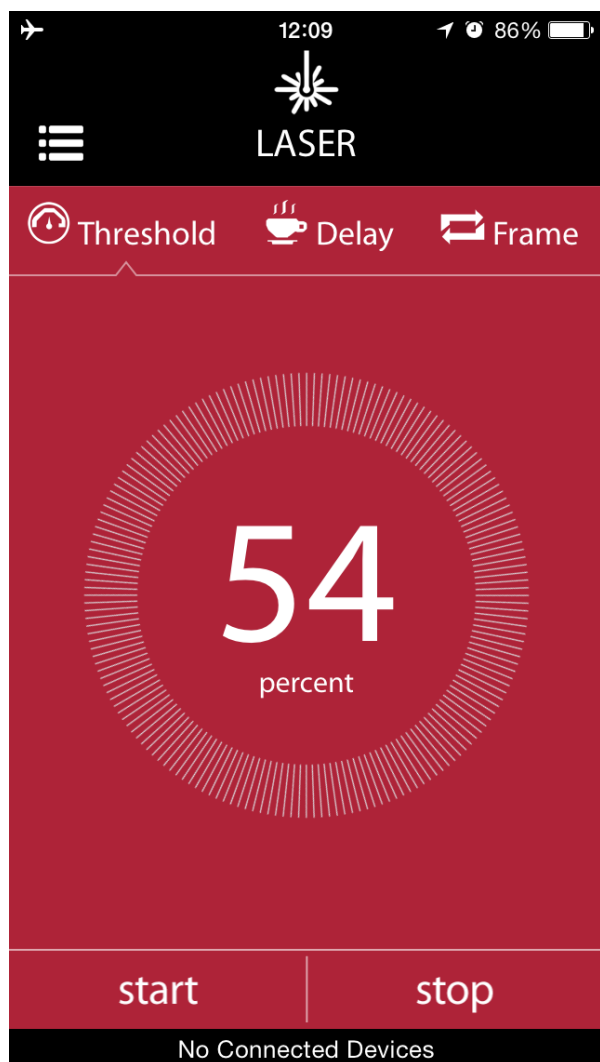 12:09 86%
LASER
Threshold Delay Frame
54
percent
start stop
No Connected Devices